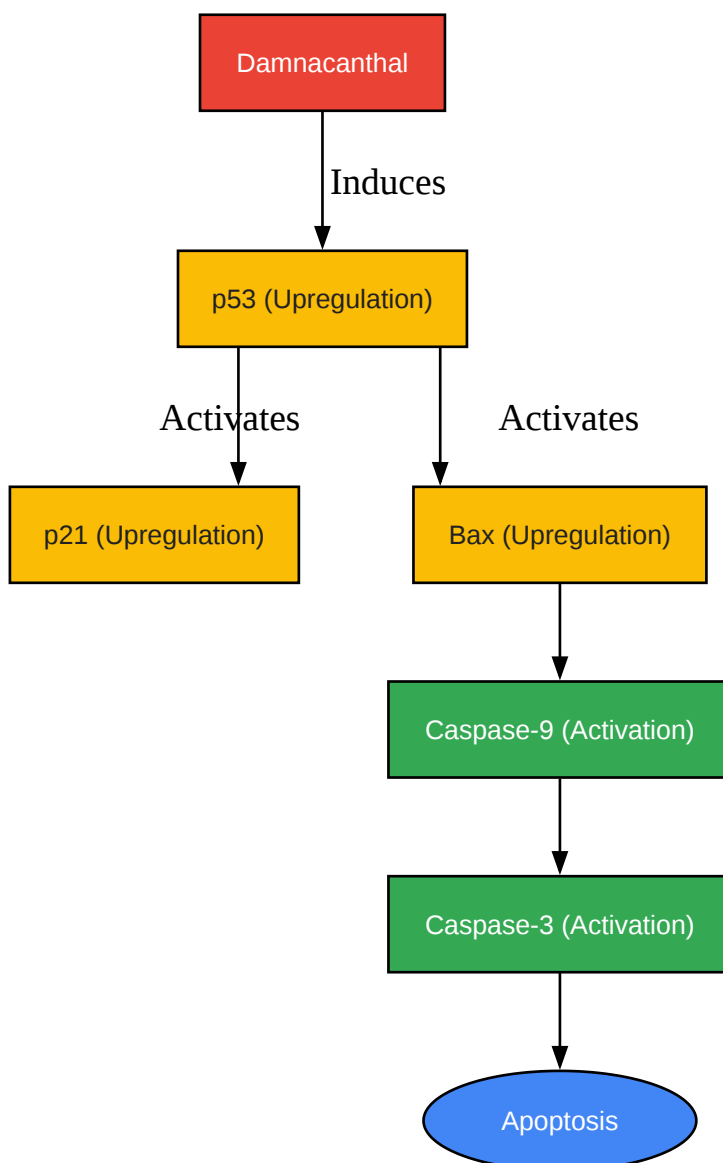 Damnacanthal
Induces
p53 (Upregulation)
Activates
Activates
p21 (Upregulation)
Bax (Upregulation)
Caspase-9 (Activation)
Caspase-3 (Activation)
Apoptosis